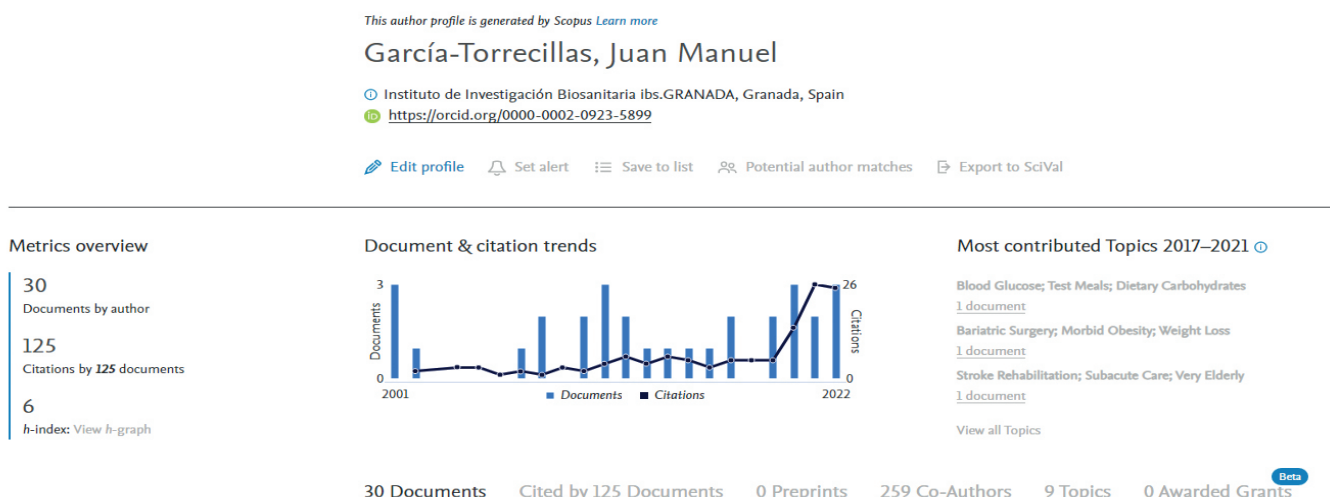 This author profile is generated by Scopus Learn more
García-Torrecillas, Juan Manuel
Instituto de Investigación Biosanitaria ibs.GRANADA, Granada, Spain
iD https://orcid.org/0000-0002-0923-5899
Edit profile Set alert Save to list Potential author matches Export to SciVal
Metrics overview
30
Documents by author
125
Citations by 125 documents
6
h-index: View h-graph
Document & citation trends
3
26
Documents
Citations
0
0
2001
2022
Documents Citations
Most contributed Topics 2017–2021
Blood Glucose; Test Meals; Dietary Carbohydrates
1 document
Bariatric Surgery; Morbid Obesity; Weight Loss
1 document
Stroke Rehabilitation; Subacute Care; Very Elderly
1 document
View all Topics
Beta
30 Documents Cited by 125 Documents 0 Preprints 259 Co-Authors 9 Topics 0 Awarded Grants